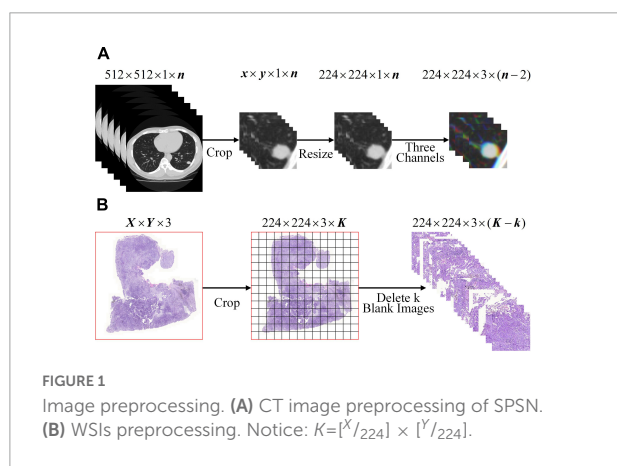 A
512×512×1×n
x×y×1×n
224×224×1×n
224×224×3×(n−2)
Crop
Resize
Three
Channels
B
X×Y×3
224×224×3×K
224×224×3×(K−k)
Crop
Delete k
Blank Images
FIGURE 1
Image preprocessing. (A) CT image preprocessing of SPSN.
(B) WSIs preprocessing. Notice: K=[X/224] × [Y/224].